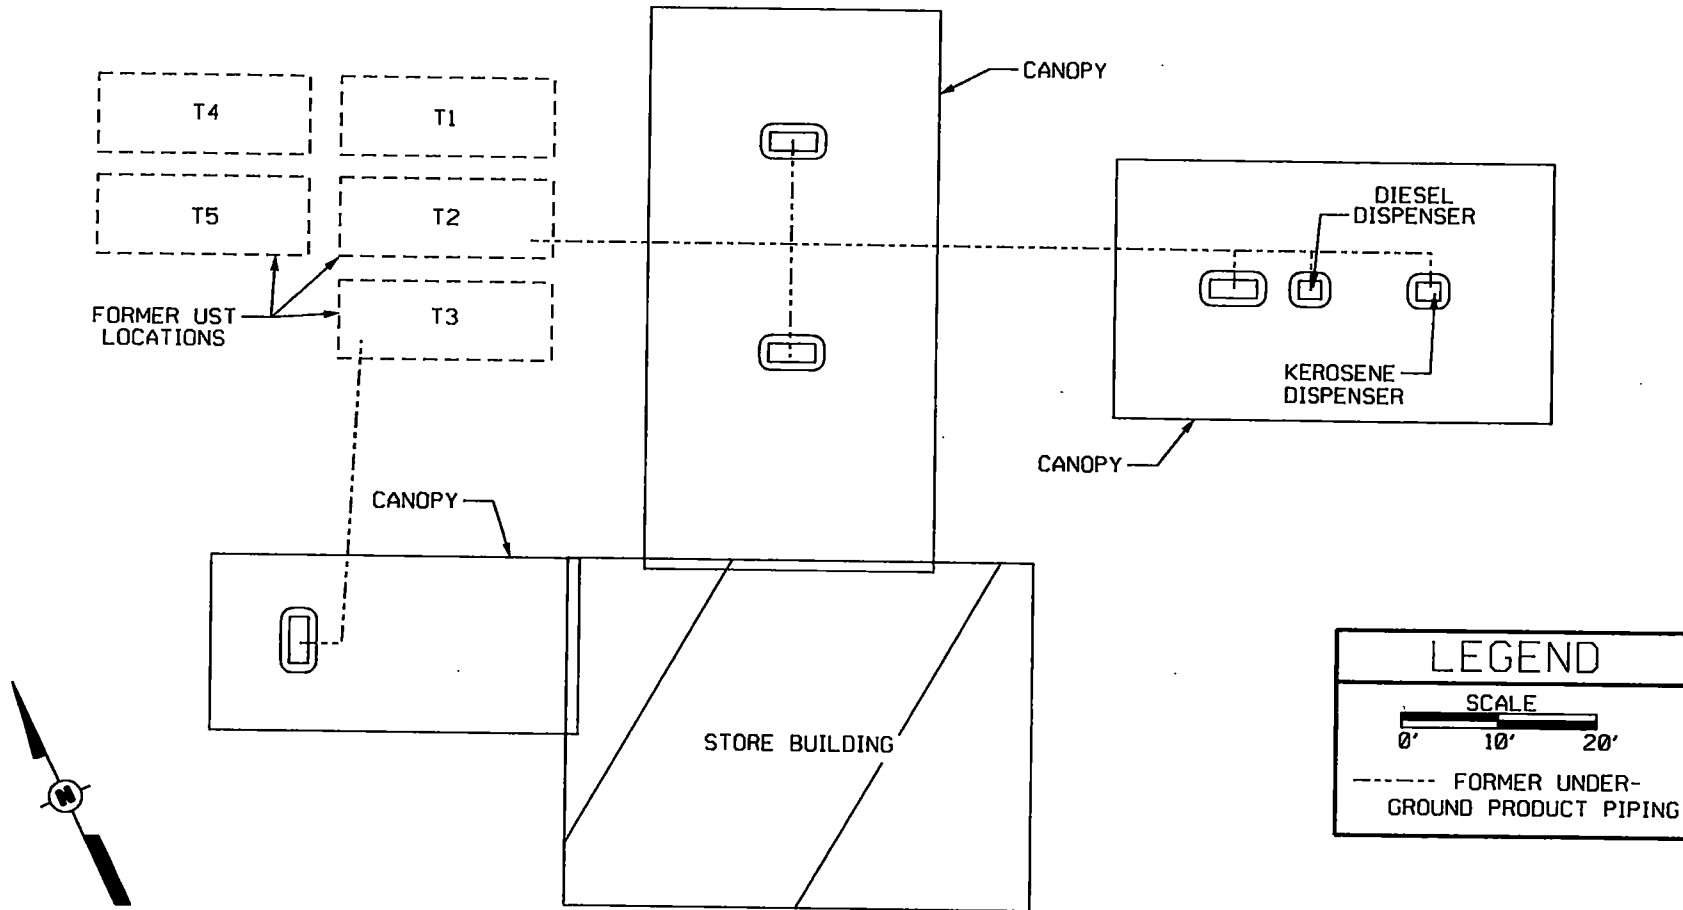 CANOPY
T4
T1
T5
T2
DIESEL
DISPENSER
FORMER UST
LOCATIONS
T3
KEROSENE
DISPENSER
CANOPY
CANOPY
STORE BUILDING
N
LEGEND
SCALE
0' 10' 20'
FORMER UNDER-
GROUND PRODUCT PIPING